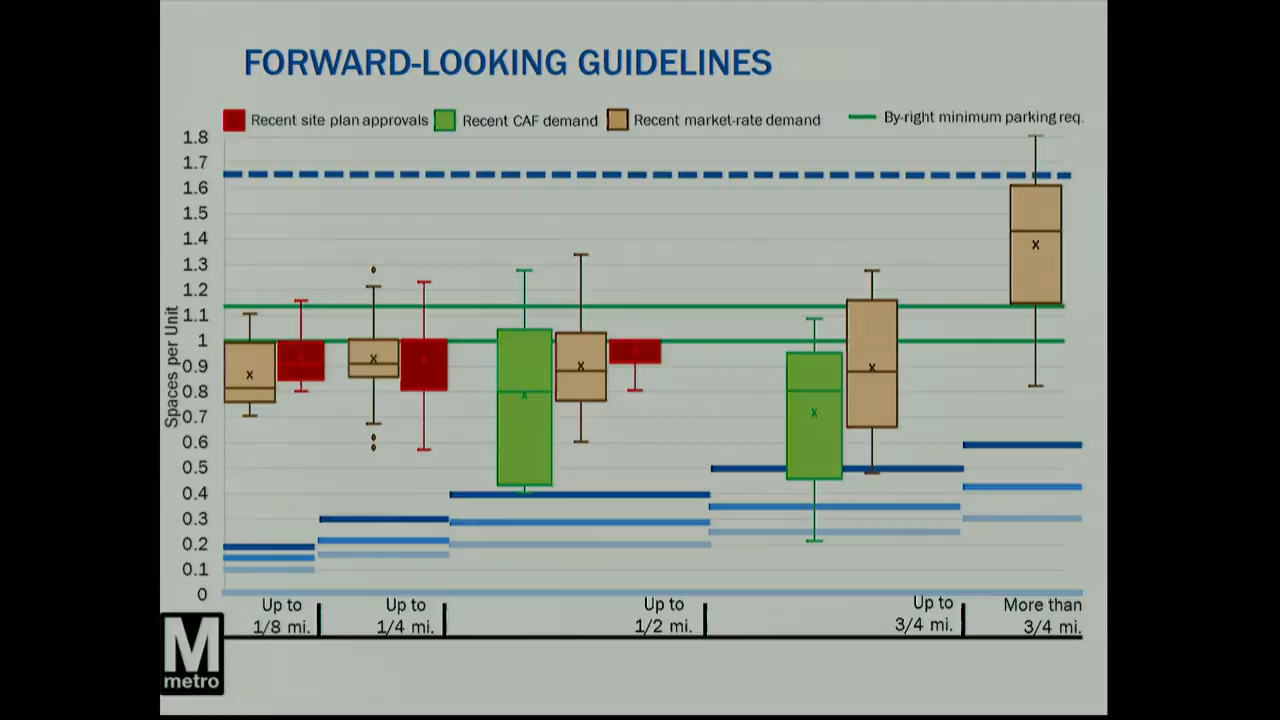 FORWARD-LOOKING GUIDELINES
Recent site plan approvals
Recent CAF demand
Recent market-rate demand
By-right minimum parking req.
Spaces per Unit
1.8
1.7
1.6
1.5
1.4
1.3
1.2
1.1
1
0.9
0.8
0.7
0.6
0.5
0.4
0.3
0.2
0.1
0
Up to
1/8 mi.
Up to
1/4 mi.
Up to
1/2 mi.
Up to
3/4 mi.
More than
3/4 mi.
M
metro